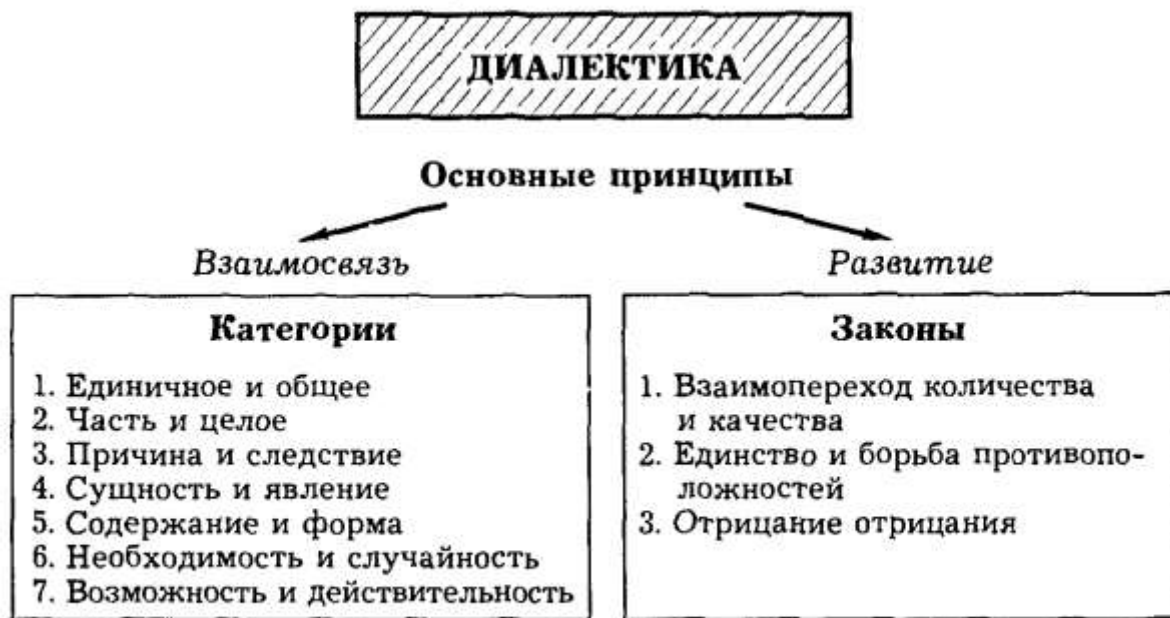 ДИАЛЕКТИКА
Основные принципы
Взаимосвязь
Категории
1. Единичное и общее
2. Часть и целое
3. Причина и следствие
4. Сущность и явление
5. Содержание и форма
6. Необходимость и случайность
7. Возможность и действительность
Развитие
Законы
1. Взаимопереход количества
и качества
2. Единство и борьба противопо-
ложностей
3. Отрицание отрицания